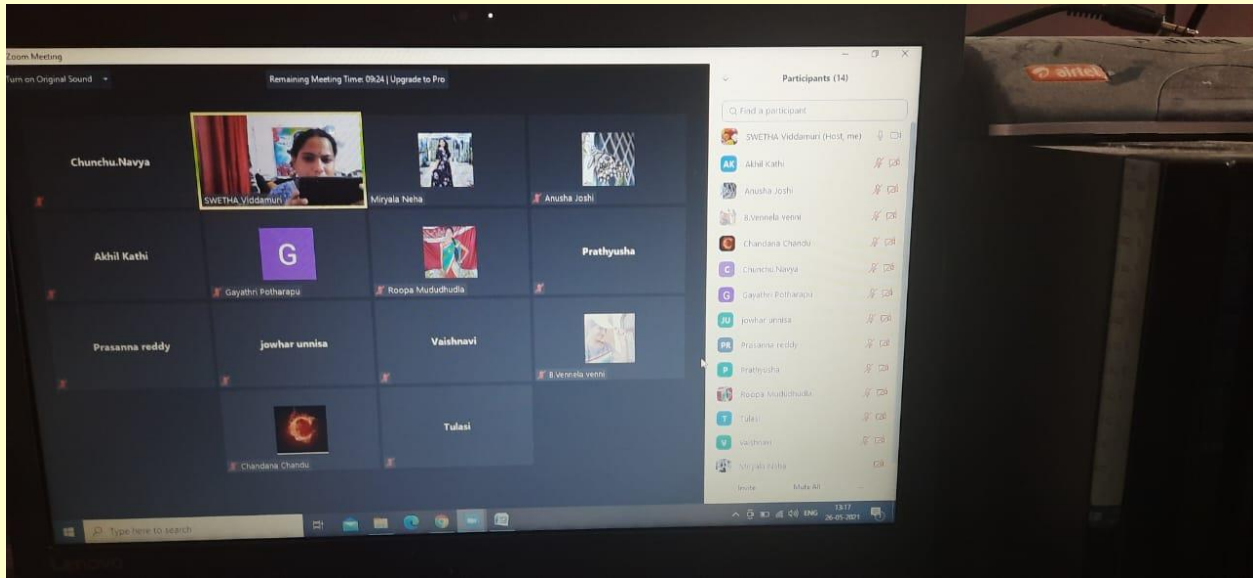 Zoom Meeting
Turn on Original Sound
Remaining Meeting Time: 09:24 | Upgrade to Pro
Chunchu.Navya
SWETHA Viddamuri
Miryala Neha
Anusha Joshi
Akhil Kathi
G
Gayathri Potharapu
Roopa Mududhudla
Prathyusha
Prasanna reddy
jowhar unnisa
Vaishnavi
B.Vennela venni
C
Chandana Chandu
Tulasi
Participants (14)
Find a participant
SWETHA Viddamuri (Host, me)
AK Akhil Kathi
Anusha Joshi
B.Vennela venni
C Chandana Chandu
C Chunchu.Navya
G Gayathri Potharapu
JU jowhar unnisa
PR Prasanna reddy
P Prathyusha
Roopa Mududhudla
T Tulasi
V Vaishnavi
Miryala Neha
Invite Mute All ...
Type here to search
ENG
13:17
26-05-2021
Lenovo
airtel